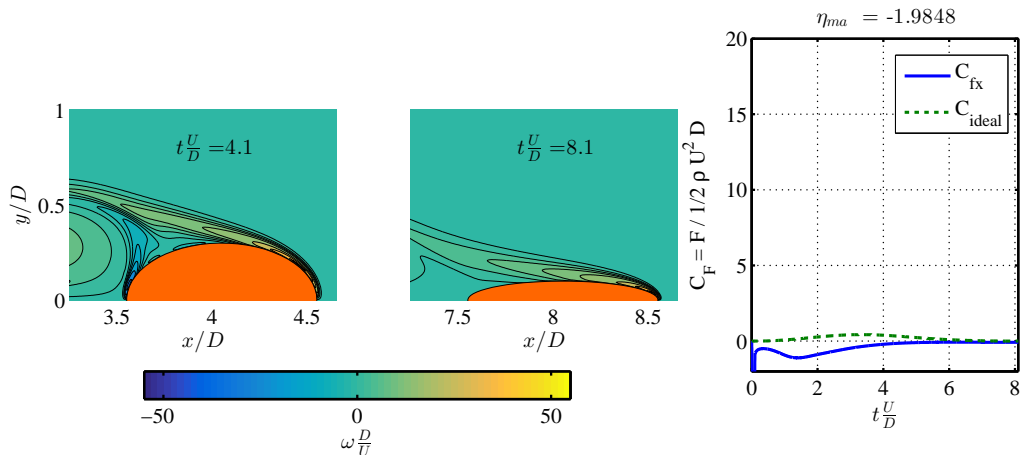 η_ma = -1.9848
1
0.5
0
y/D
t U/D =4.1
3.5 4 4.5
x/D
t U/D =8.1
7.5 8 8.5
x/D
−50 0 50
ω D/U
C_F = F / 1/2 ρ U² D
20
15
10
5
0
C_fx
C_ideal
0 2 4 6 8
t U/D